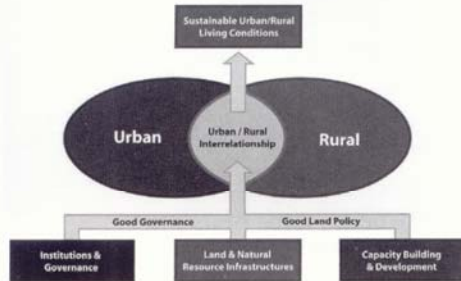 Sustainable Urban/Rural
Living Conditions
Urban
Urban / Rural
Interrelationship
Rural
Good Governance
Good Land Policy
Institutions &
Governance
Land & Natural
Resource Infrastructures
Capacity Building
& Development